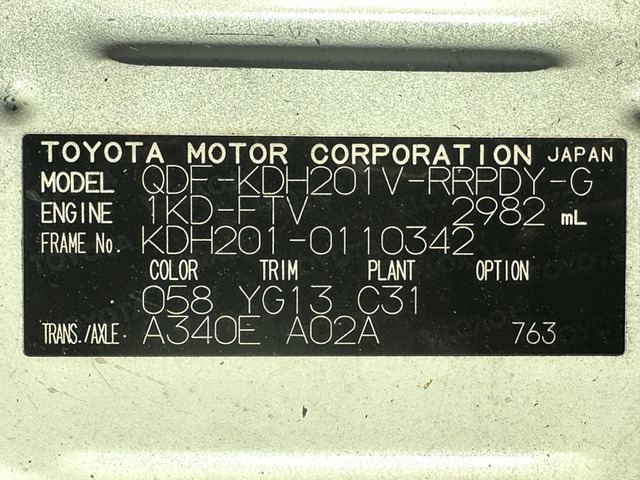 TOYOTA MOTOR CORPORATION JAPAN
MODEL QDF-KDH201V-RRPDY-G
ENGINE 1KD-FTV 2982 mL
FRAME No. KDH201-0110342
COLOR TRIM PLANT OPTION
058 YG13 C31
TRANS./AXLE A340E A02A 763